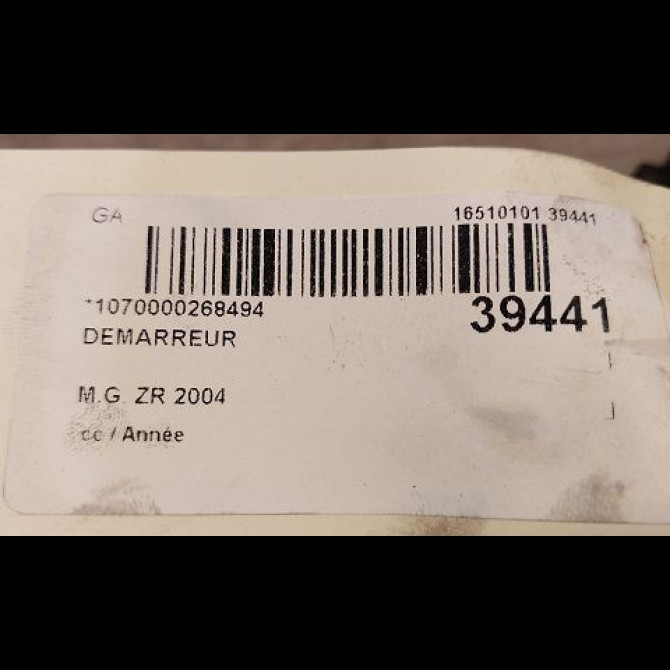 GA 16510101 39441
*1070000268494 39441
DEMARREUR
M.G. ZR 2004
cc / Année